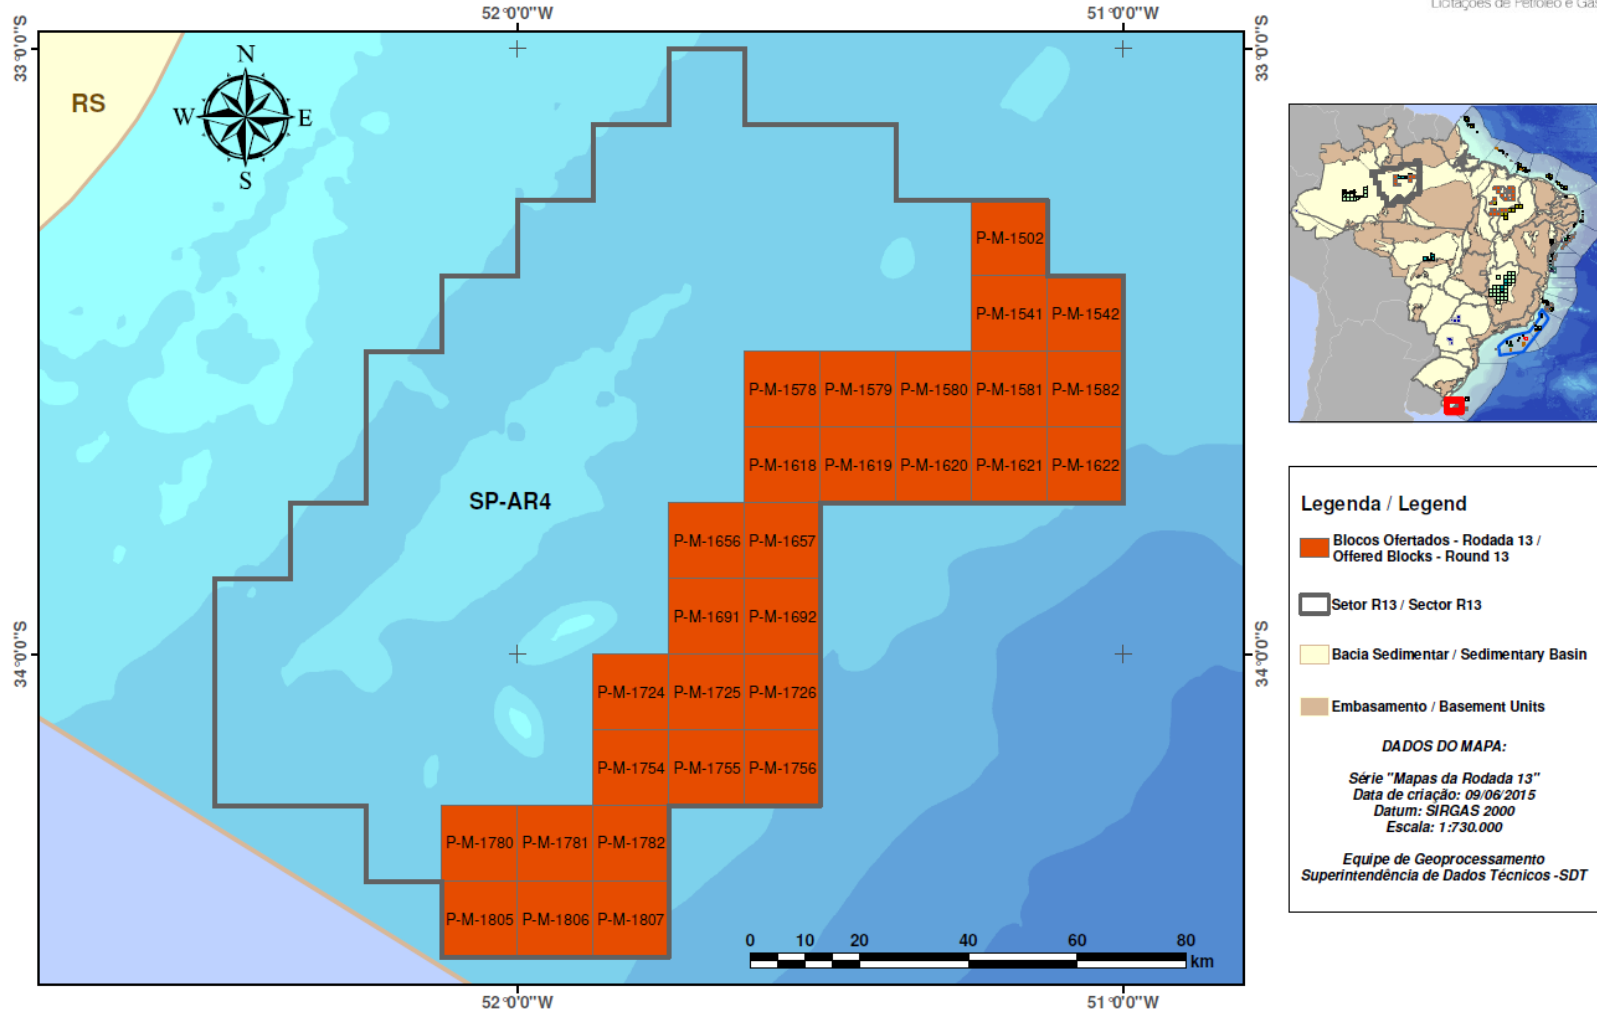 Licitações de Petróleo e Gás
52°0'0"W
51°0'0"W
33°0'0"S
33°0'0"S
RS
N
W
E
S
P-M-1502
P-M-1541 P-M-1542
P-M-1578 P-M-1579 P-M-1580 P-M-1581 P-M-1582
P-M-1618 P-M-1619 P-M-1620 P-M-1621 P-M-1622
SP-AR4
P-M-1656 P-M-1657
P-M-1691 P-M-1692
34°0'0"S
34°0'0"S
P-M-1724 P-M-1725 P-M-1726
P-M-1754 P-M-1755 P-M-1756
P-M-1780 P-M-1781 P-M-1782
P-M-1805 P-M-1806 P-M-1807
0 10 20 40 60 80
km
52°0'0"W
51°0'0"W
Legenda / Legend
Blocos Ofertados - Rodada 13 /
Offered Blocks - Round 13
Setor R13 / Sector R13
Bacia Sedimentar / Sedimentary Basin
Embasamento / Basement Units
DADOS DO MAPA:
Série "Mapas da Rodada 13"
Data de criação: 09/06/2015
Datum: SIRGAS 2000
Escala: 1:730.000
Equipe de Geoprocessamento
Superintendência de Dados Técnicos -SDT